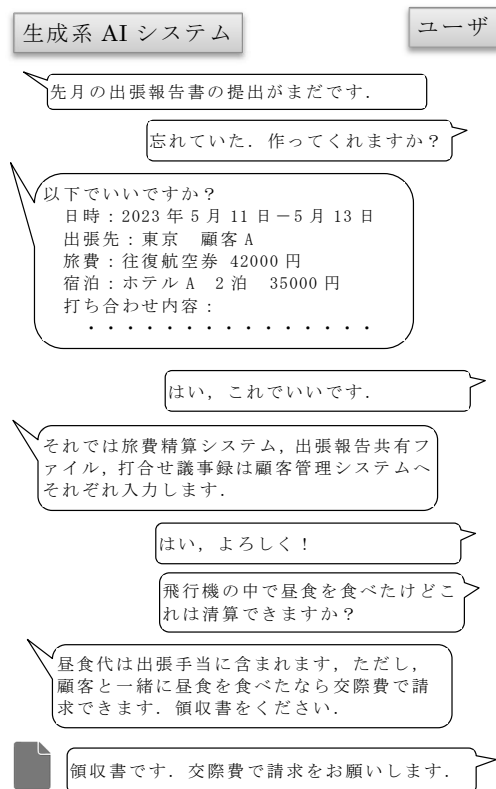 生成系 AI システム
ユーザ
先月の出張報告書の提出がまだです．
忘れていた．作ってくれますか？
以下でいいですか？
日時：2023 年 5 月 11 日－5 月 13 日
出張先：東京　顧客 A
旅費：往復航空券 42000 円
宿泊：ホテル A　2 泊　35000 円
打ち合わせ内容：
・・・・・・・・・・・・・・・
はい，これでいいです．
それでは旅費精算システム，出張報告共有フ
ァイル，打合せ議事録は顧客管理システムへ
それぞれ入力します．
はい，よろしく！
飛行機の中で昼食を食べたけどこ
れは清算できますか？
昼食代は出張手当に含まれます，ただし，
顧客と一緒に昼食を食べたなら交際費で請
求できます．領収書をください．
領収書です．交際費で請求をお願いします．